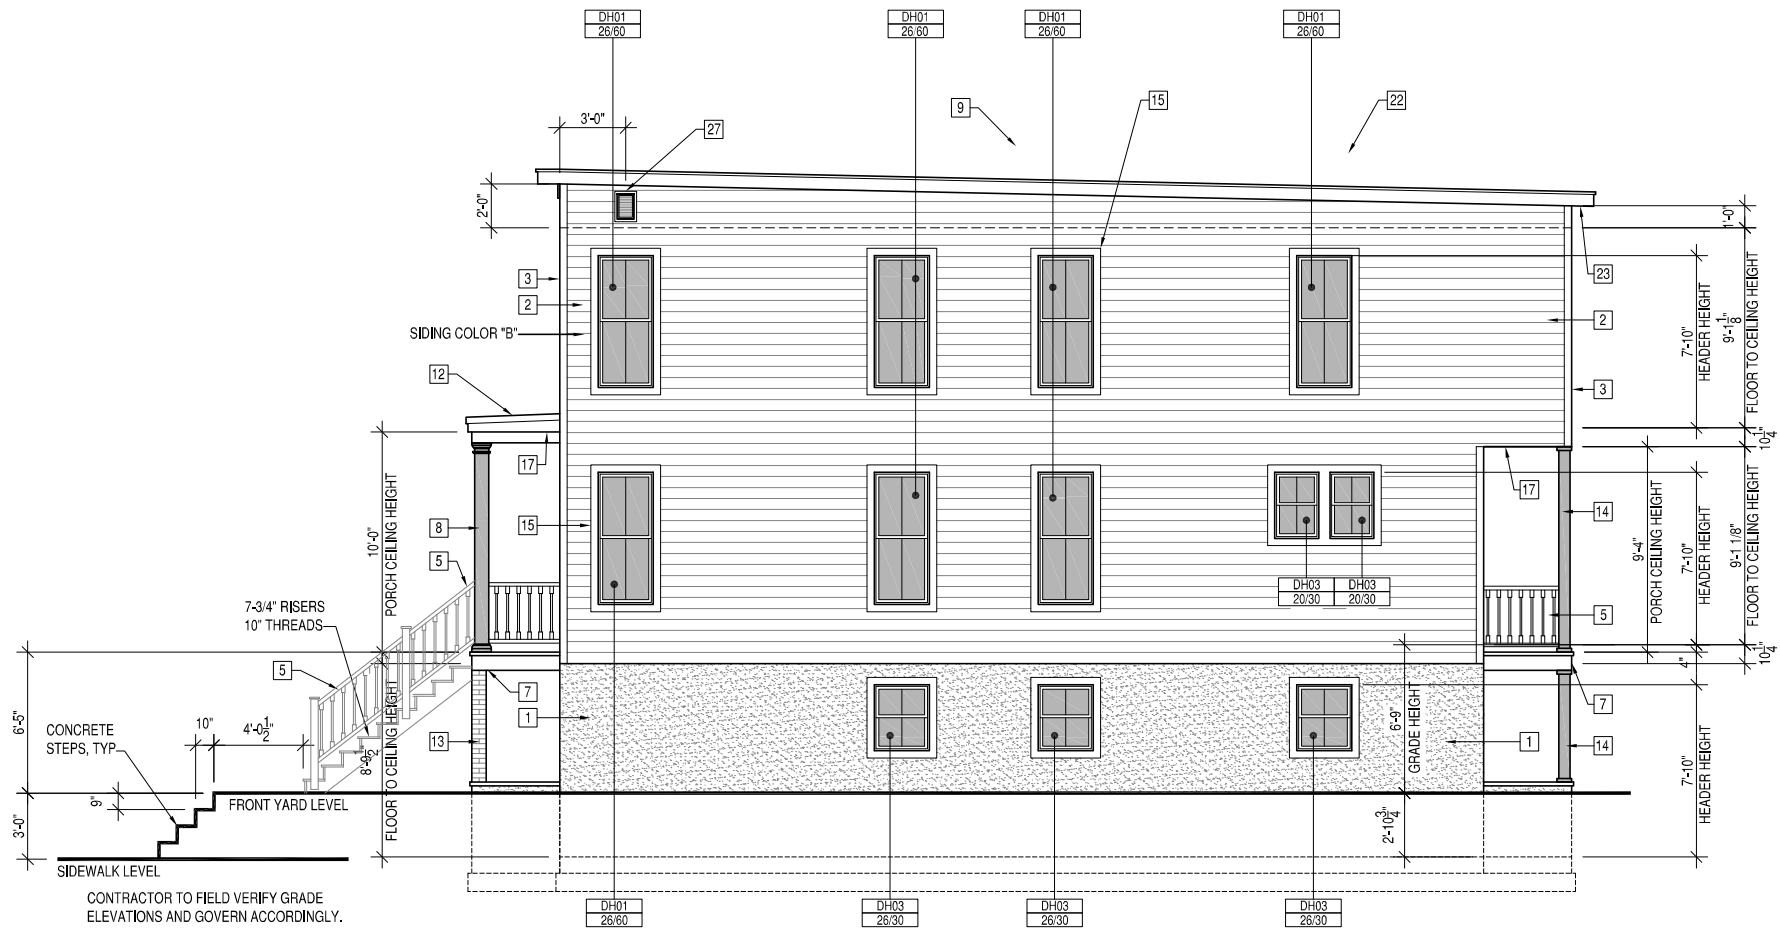 DH01
26/60
DH01
26/60
DH01
26/60
DH01
26/60
9
15
22
3'-0"
27
2'-0"
1'-0"
3
2
SIDING COLOR "B"
23
2
7'-10"
HEADER HEIGHT
9'-1 1/8"
FLOOR TO CEILING HEIGHT
12
3
10 1/4"
17
10'-0"
PORCH CEILING HEIGHT
8
15
5
17
14
9'-4"
PORCH CEILING HEIGHT
7'-10"
HEADER HEIGHT
9'-1 1/8"
FLOOR TO CEILING HEIGHT
DH03
20/30
DH03
20/30
7-3/4" RISERS
10" THREADS
5
5
10 1/4"
4"
7
7
1
1
13
14
6'-5"
CONCRETE
STEPS, TYP
10"
4'-0 1/2"
8'-9 1/2"
FLOOR TO CEILING HEIGHT
6'-9"
GRADE HEIGHT
7'-10"
HEADER HEIGHT
9"
FRONT YARD LEVEL
3'-0"
2'-10 3/4"
SIDEWALK LEVEL
CONTRACTOR TO FIELD VERIFY GRADE
ELEVATIONS AND GOVERN ACCORDINGLY.
DH01
26/60
DH03
26/30
DH03
26/30
DH03
26/30